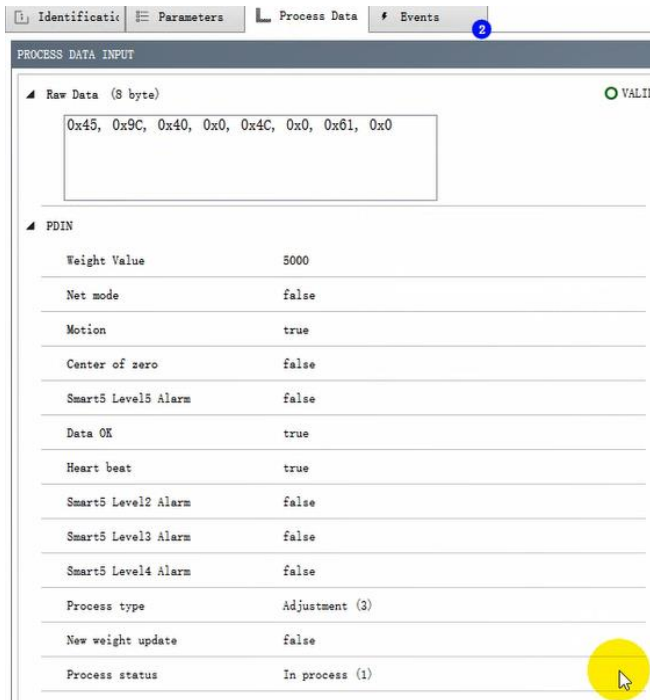 Identificatio Parameters Process Data Events
2
PROCESS DATA INPUT
Raw Data (8 byte) VALI
0x45, 0x9C, 0x40, 0x0, 0x4C, 0x0, 0x61, 0x0
PDIN
Weight Value 5000
Net mode false
Motion true
Center of zero false
Smart5 Level5 Alarm false
Data OK true
Heart beat true
Smart5 Level2 Alarm false
Smart5 Level3 Alarm false
Smart5 Level4 Alarm false
Process type Adjustment (3)
New weight update false
Process status In process (1)